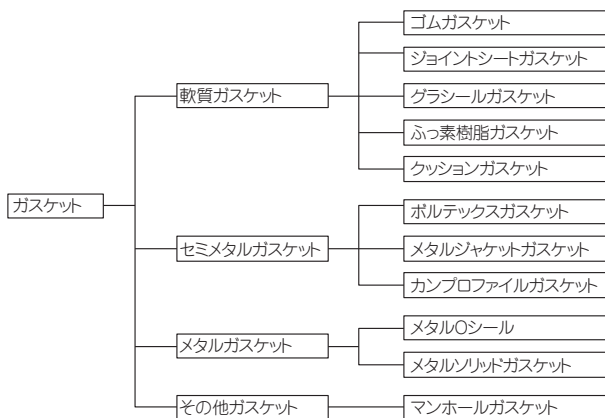 ガスケット
軟質ガスケット
ゴムガスケット
ジョイントシートガスケット
グラシールガスケット
ふっ素樹脂ガスケット
クッションガスケット
セミメタルガスケット
ボルテックスガスケット
メタルジャケットガスケット
カンプロファイルガスケット
メタルガスケット
メタルOシール
メタルソリッドガスケット
その他ガスケット
マンホールガスケット